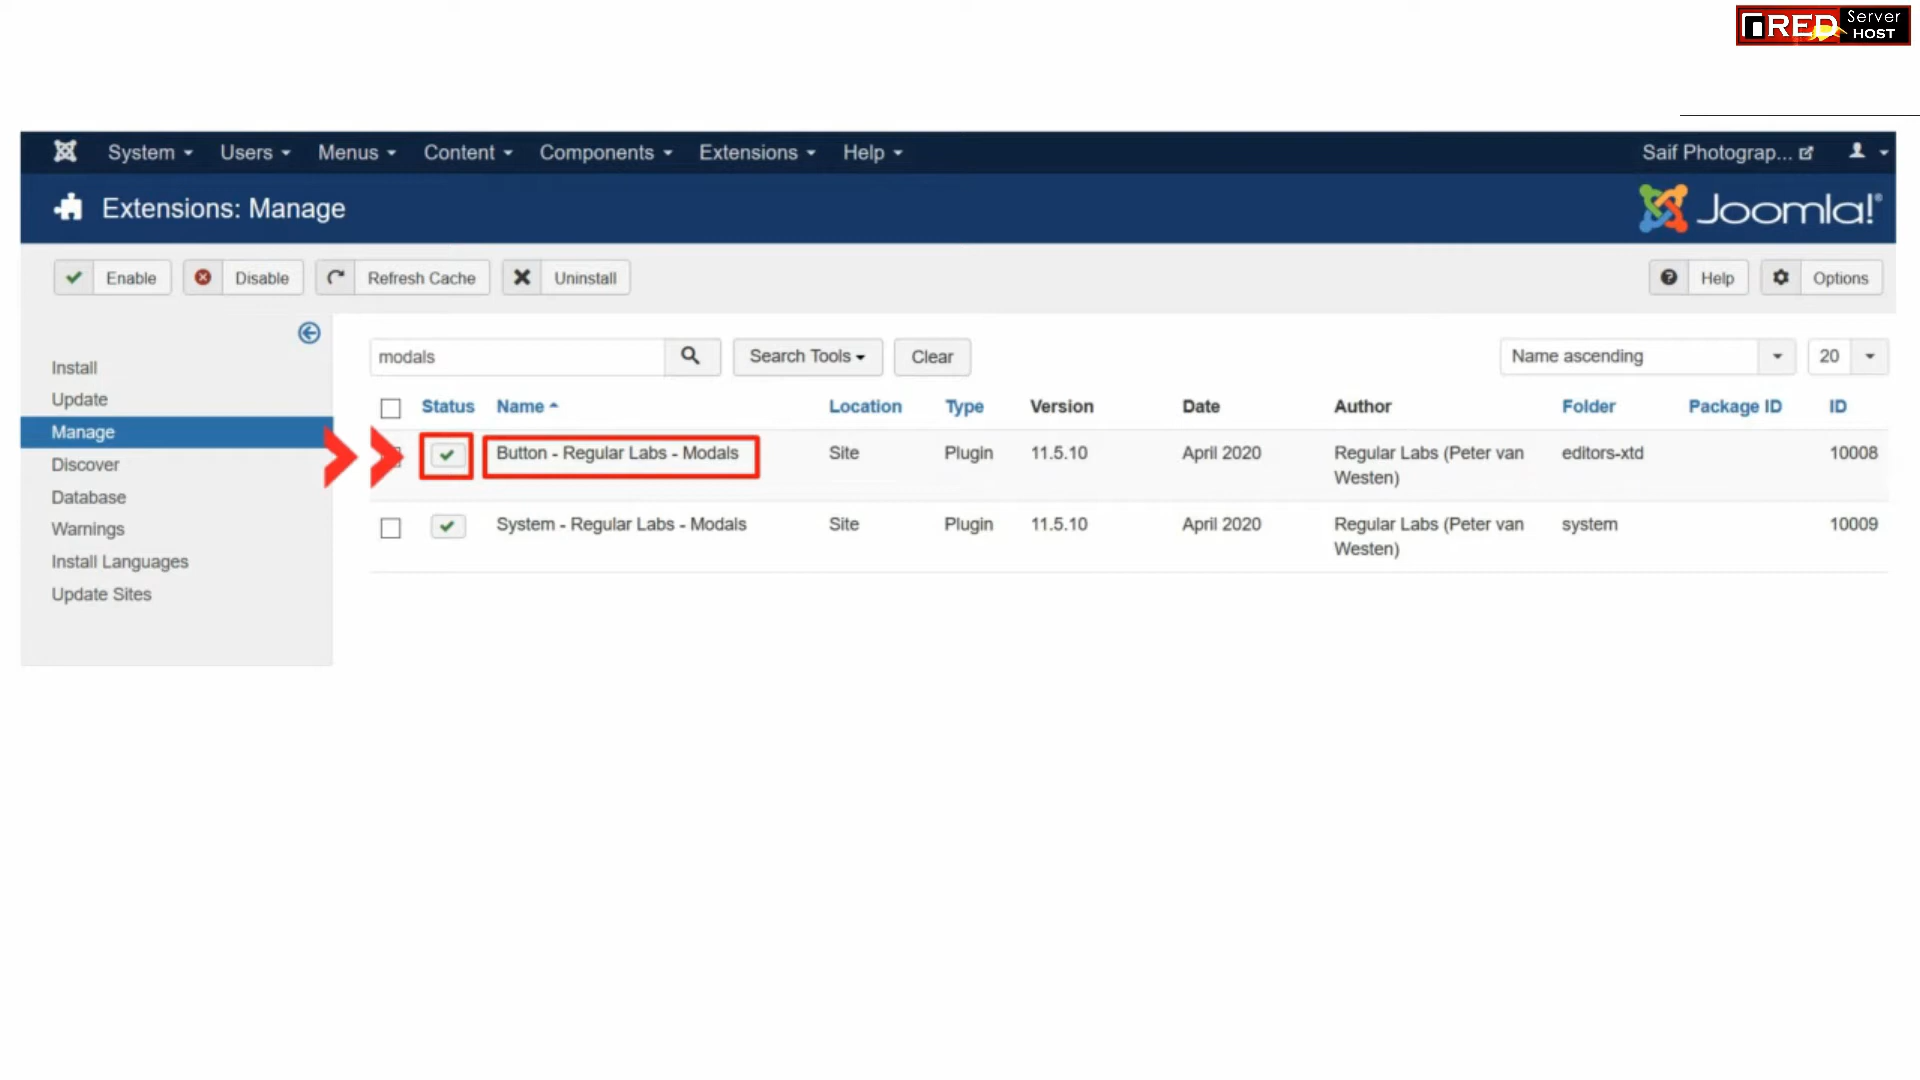 RED Server HOST
System Users Menus Content Components Extensions Help Saif Photograp...
Extensions: Manage Joomla!®
Enable Disable Refresh Cache Uninstall Help Options
Install
Update
Manage
Discover
Database
Warnings
Install Languages
Update Sites
modals Search Tools Clear Name ascending 20
Status Name Location Type Version Date Author Folder Package ID ID
Button - Regular Labs - Modals Site Plugin 11.5.10 April 2020 Regular Labs (Peter van editors-xtd 10008
Westen)
System - Regular Labs - Modals Site Plugin 11.5.10 April 2020 Regular Labs (Peter van system 10009
Westen)